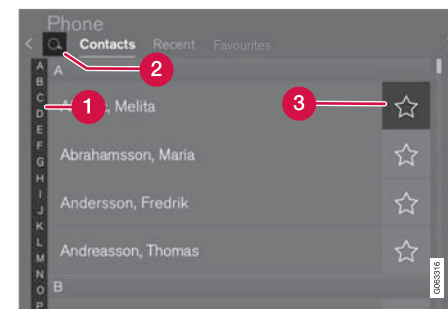 Phone
Contacts Recent Favourites
2
A
A
B
C
D
E
F
G
H
I
J
K
L
M
N
O
P
1
, Melita
3
Abrahamsson, Maria
Andersson, Fredrik
Andreasson, Thomas
B
G063316